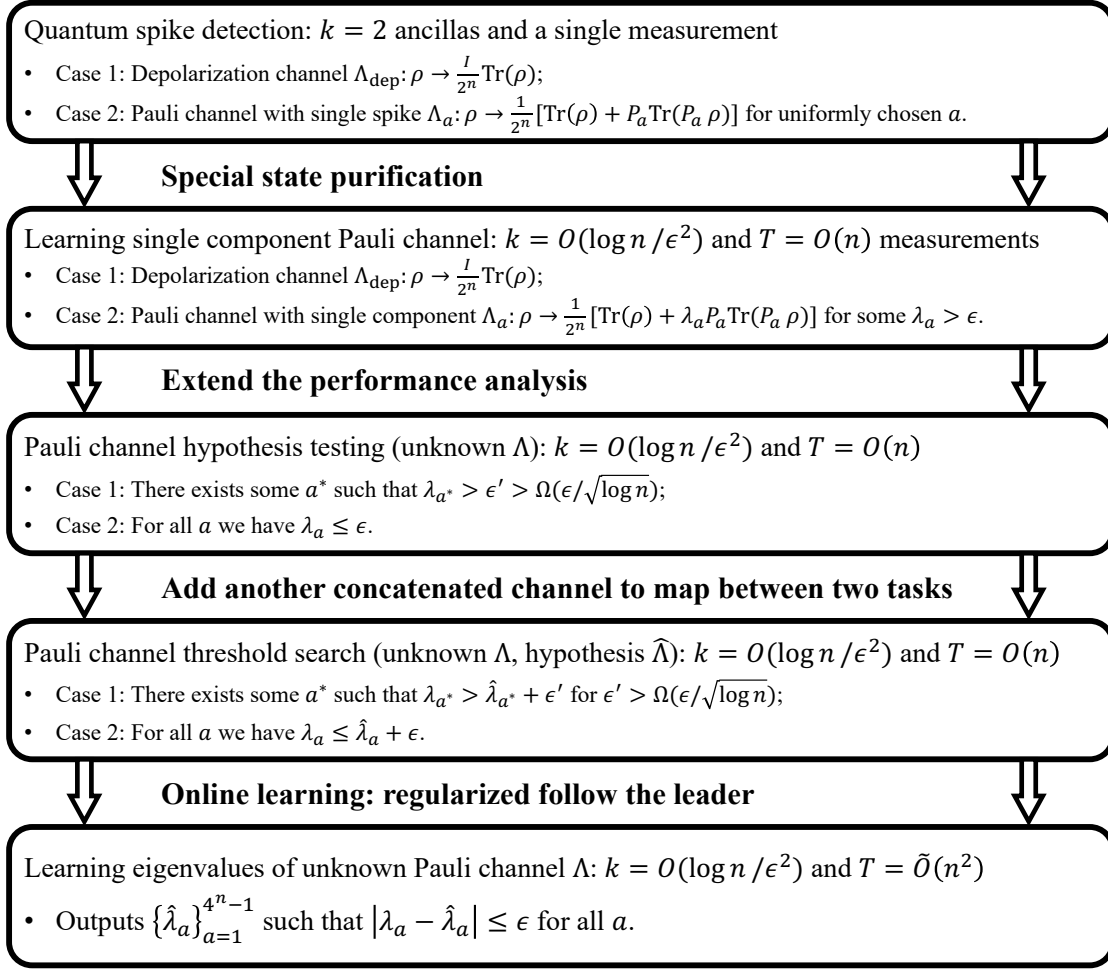 Quantum spike detection: k = 2 ancillas and a single measurement
• Case 1: Depolarization channel Λ_dep: ρ → I/2^n Tr(ρ);
• Case 2: Pauli channel with single spike Λ_a: ρ → 1/2^n [Tr(ρ) + P_a Tr(P_a ρ)] for uniformly chosen a.
Special state purification
Learning single component Pauli channel: k = O(log n /ϵ^2) and T = O(n) measurements
• Case 1: Depolarization channel Λ_dep: ρ → I/2^n Tr(ρ);
• Case 2: Pauli channel with single component Λ_a: ρ → 1/2^n [Tr(ρ) + λ_a P_a Tr(P_a ρ)] for some λ_a > ϵ.
Extend the performance analysis
Pauli channel hypothesis testing (unknown Λ): k = O(log n /ϵ^2) and T = O(n)
• Case 1: There exists some a* such that λ_{a*} > ϵ′ > Ω(ϵ/√log n);
• Case 2: For all a we have λ_a ≤ ϵ.
Add another concatenated channel to map between two tasks
Pauli channel threshold search (unknown Λ, hypothesis Λ̂): k = O(log n /ϵ^2) and T = O(n)
• Case 1: There exists some a* such that λ_{a*} > λ̂_{a*} + ϵ′ for ϵ′ > Ω(ϵ/√log n);
• Case 2: For all a we have λ_a ≤ λ̂_a + ϵ.
Online learning: regularized follow the leader
Learning eigenvalues of unknown Pauli channel Λ: k = O(log n /ϵ^2) and T = Õ(n^2)
• Outputs {λ̂_a}_{a=1}^{4^n−1} such that |λ_a − λ̂_a| ≤ ϵ for all a.